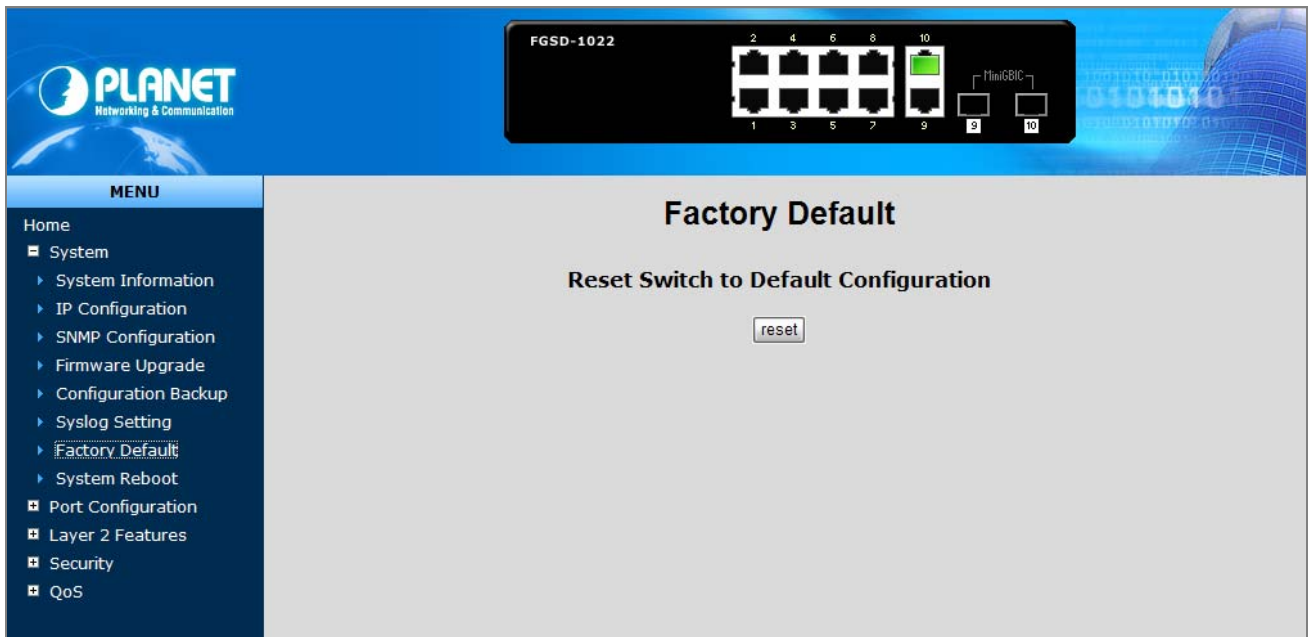 PLANET
Networking & Communication
FGSD-1022
2 4 6 8 10
MiniGBIC
1 3 5 7 9 9 10
MENU
Home
System
System Information
IP Configuration
SNMP Configuration
Firmware Upgrade
Configuration Backup
Syslog Setting
Factory Default
System Reboot
Port Configuration
Layer 2 Features
Security
QoS
Factory Default
Reset Switch to Default Configuration
reset